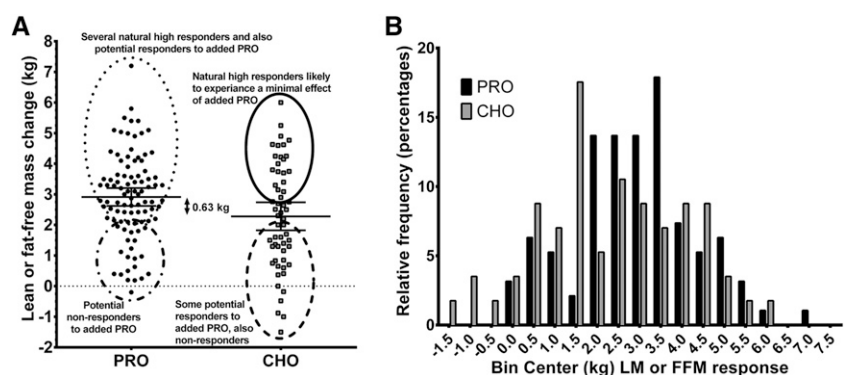 A
Lean or fat-free mass change (kg)
8
7
6
5
4
3
2
1
0
-1
-2
Several natural high responders and also
potential responders to added PRO
Natural high responders likely
to experiance a minimal effect
of added PRO
0.63 kg
Potential
non-responders
to added PRO
Some potential
responders to
added PRO, also
non-responders
PRO
CHO
B
Relative frequency (percentages)
20
15
10
5
0
PRO
CHO
-1.5
-1.0
-0.5
0.0
0.5
1.0
1.5
2.0
2.5
3.0
3.5
4.0
4.5
5.0
5.5
6.0
6.5
7.0
7.5
Bin Center (kg) LM or FFM response